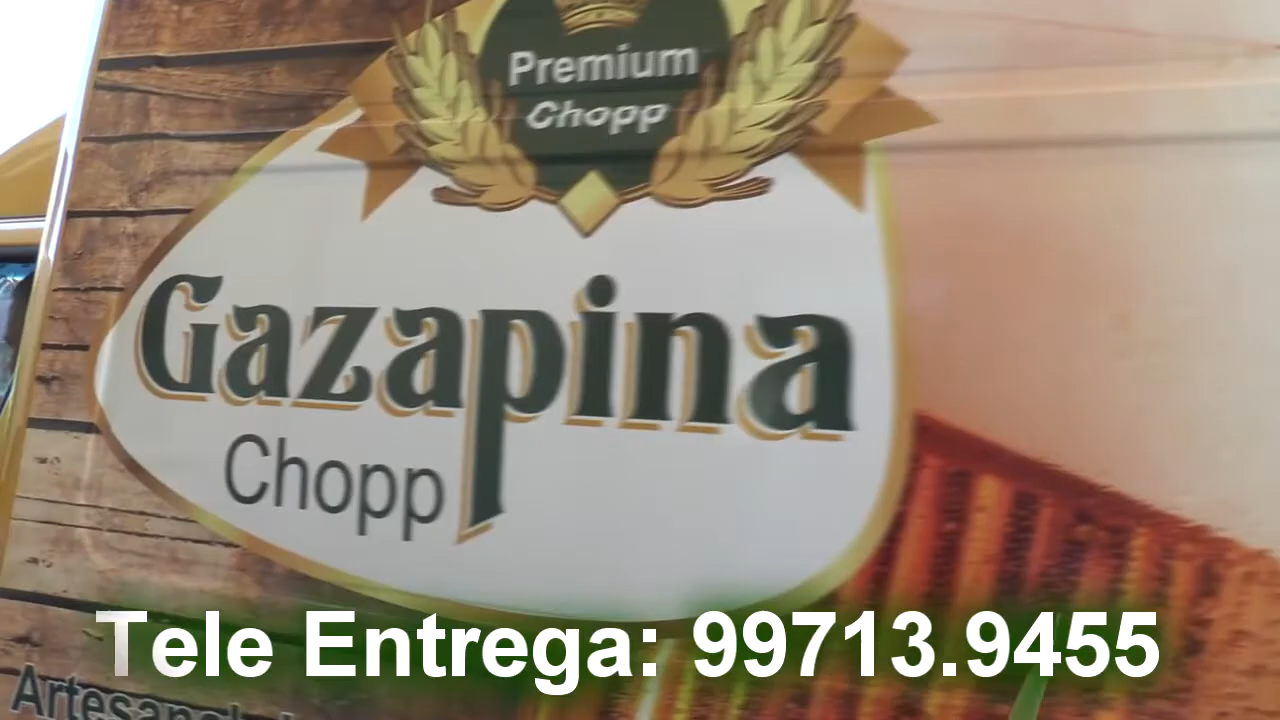 Premium
Chopp
Gazapina
Chopp
Tele Entrega: 99713.9455